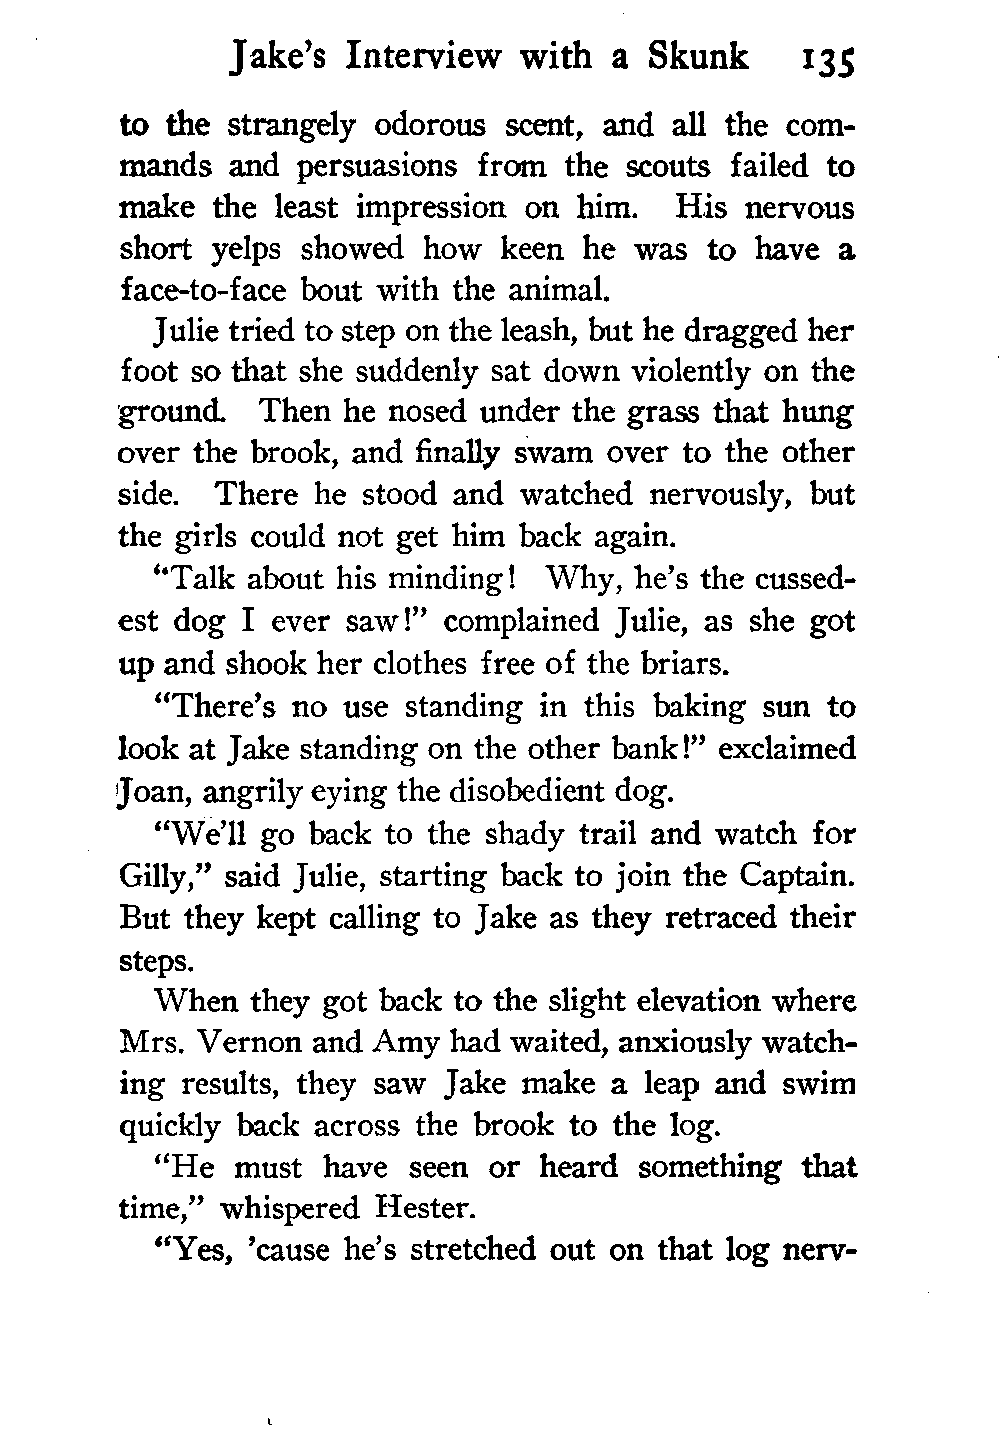 Jake's Interview with a Skunk 135
to the strangely odorous scent, and all the com-
mands and persuasions from the scouts failed to
make the least impression on him. His nervous
short yelps showed how keen he was to have a
face-to-face bout with the animal.
Julie tried to step on the leash, but he dragged her
foot so that she suddenly sat down violently on the
ground. Then he nosed under the grass that hung
over the brook, and finally swam over to the other
side. There he stood and watched nervously, but
the girls could not get him back again.
"Talk about his minding! Why, he's the cussed-
est dog I ever saw!" complained Julie, as she got
up and shook her clothes free of the briars.
"There's no use standing in this baking sun to
look at Jake standing on the other bank!" exclaimed
Joan, angrily eying the disobedient dog.
"We'll go back to the shady trail and watch for
Gilly," said Julie, starting back to join the Captain.
But they kept calling to Jake as they retraced their
steps.
When they got back to the slight elevation where
Mrs. Vernon and Amy had waited, anxiously watch-
ing results, they saw Jake make a leap and swim
quickly back across the brook to the log.
"He must have seen or heard something that
time," whispered Hester.
"Yes, 'cause he's stretched out on that log nerv-